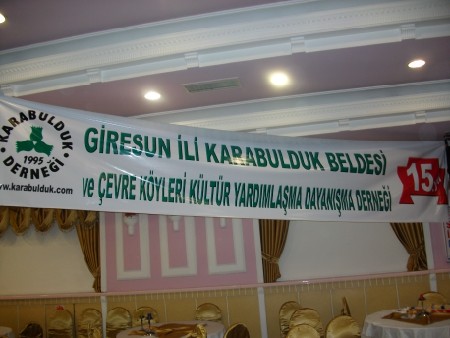 KARABULDUK
1995
DERNEĞİ
www.karabulduk.com
GİRESUN İLİ KARABULDUK BELDESİ
ve ÇEVRE KÖYLERİ KÜLTÜR YARDIMLAŞMA DAYANIŞMA DERNEĞİ
15.